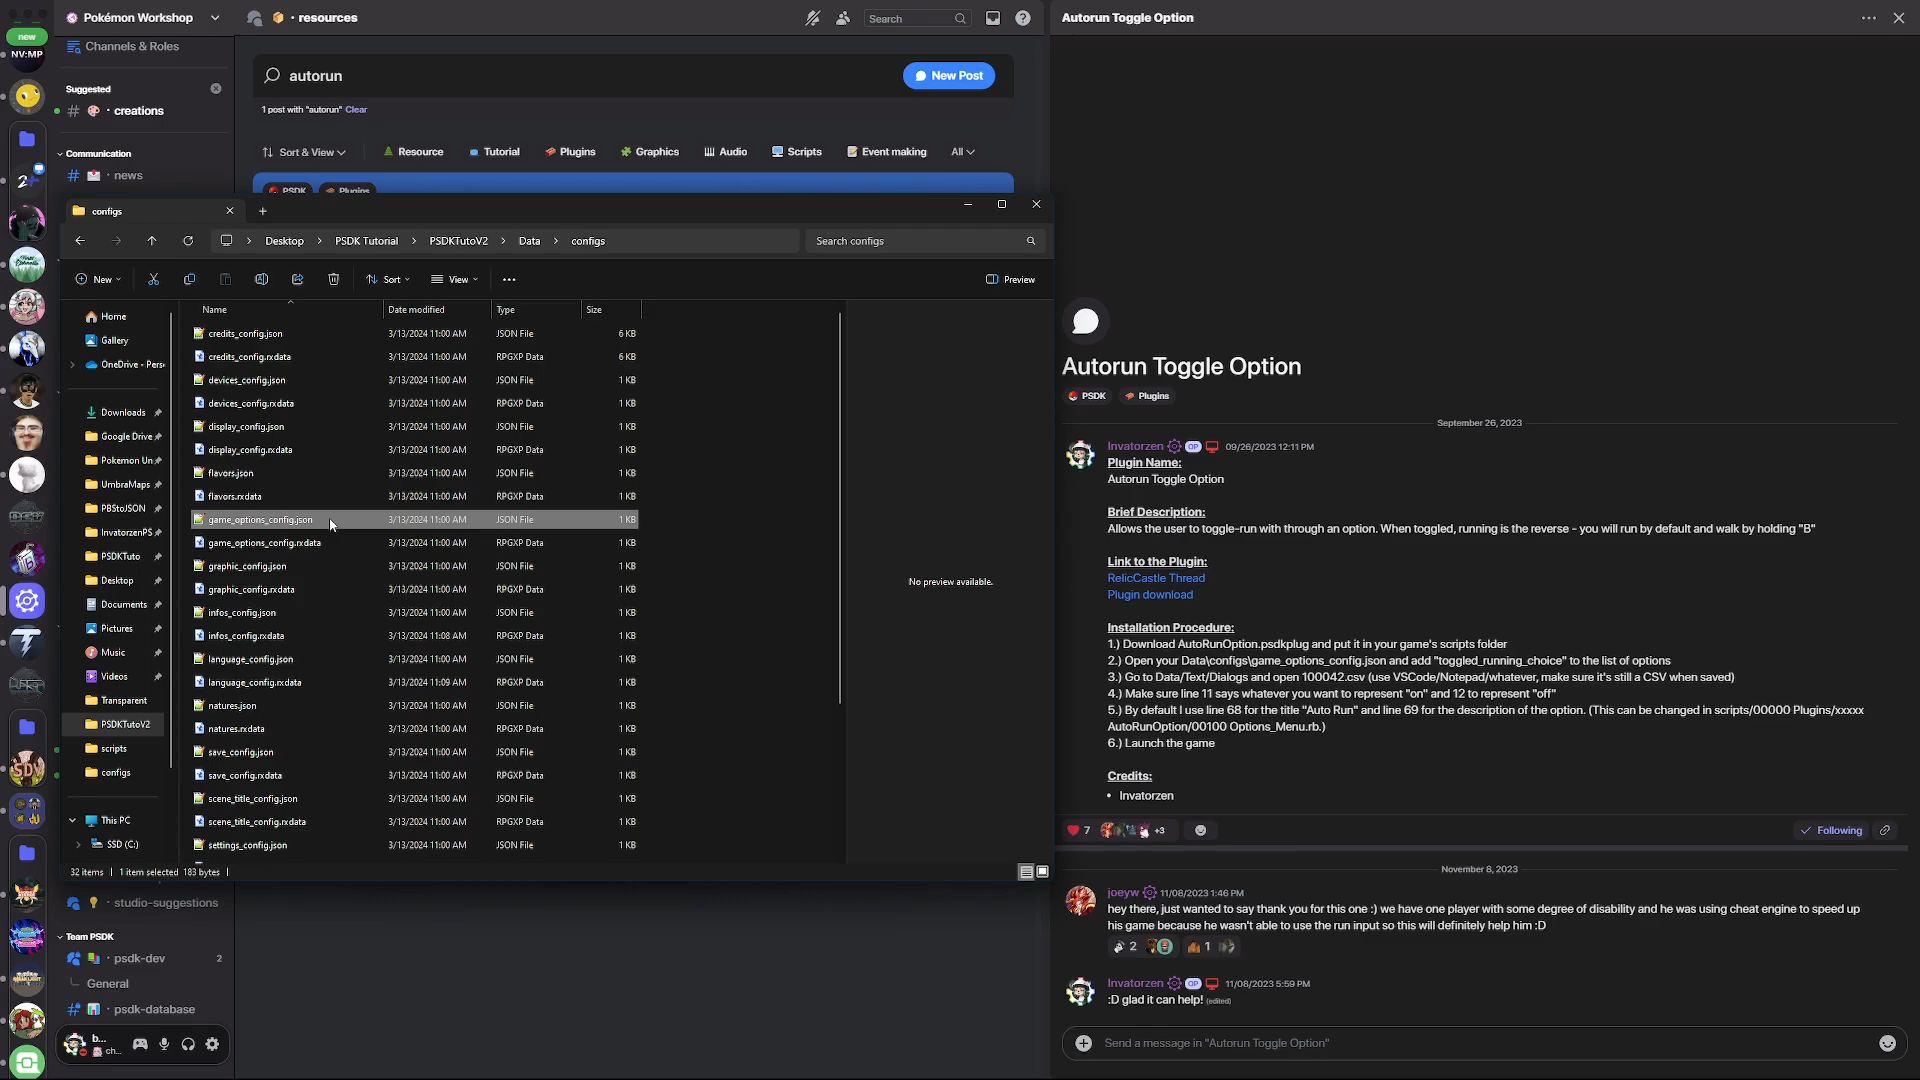 new
NV:MP
2+
Pokémon Workshop
Channels & Roles
Suggested
creations
Communication
news
· resources
Search
autorun
New Post
1 post with "autorun" Clear
Sort & View
Resource
Tutorial
Plugins
Graphics
Audio
Scripts
Event making
All
PSDK
Plugins
configs
Desktop > PSDK Tutorial > PSDKTutoV2 > Data > configs
Search configs
New
Sort
View
Preview
Home
Gallery
OneDrive - Pers
Downloads
Google Drive
Pokemon Un
UmbraMaps
PBStoJSON
InvatorzenPS
PSDKTuto
Desktop
Documents
Pictures
Music
Videos
Transparent
PSDKTutoV2
scripts
configs
This PC
SSD (C:)
Name Date modified Type Size
credits_config.json 3/13/2024 11:00 AM JSON File 6 KB
credits_config.rxdata 3/13/2024 11:00 AM RPGXP Data 6 KB
devices_config.json 3/13/2024 11:00 AM JSON File 1 KB
devices_config.rxdata 3/13/2024 11:00 AM RPGXP Data 1 KB
display_config.json 3/13/2024 11:00 AM JSON File 1 KB
display_config.rxdata 3/13/2024 11:00 AM RPGXP Data 1 KB
flavors.json 3/13/2024 11:00 AM JSON File 1 KB
flavors.rxdata 3/13/2024 11:00 AM RPGXP Data 1 KB
game_options_config.json 3/13/2024 11:00 AM JSON File 1 KB
game_options_config.rxdata 3/13/2024 11:00 AM RPGXP Data 1 KB
graphic_config.json 3/13/2024 11:00 AM JSON File 1 KB
graphic_config.rxdata 3/13/2024 11:00 AM RPGXP Data 1 KB
infos_config.json 3/13/2024 11:00 AM JSON File 1 KB
infos_config.rxdata 3/13/2024 11:08 AM RPGXP Data 1 KB
language_config.json 3/13/2024 11:00 AM JSON File 1 KB
language_config.rxdata 3/13/2024 11:09 AM RPGXP Data 1 KB
natures.json 3/13/2024 11:00 AM JSON File 1 KB
natures.rxdata 3/13/2024 11:00 AM RPGXP Data 1 KB
save_config.json 3/13/2024 11:00 AM JSON File 1 KB
save_config.rxdata 3/13/2024 11:00 AM RPGXP Data 1 KB
scene_title_config.json 3/13/2024 11:00 AM JSON File 1 KB
scene_title_config.rxdata 3/13/2024 11:00 AM RPGXP Data 1 KB
settings_config.json 3/13/2024 11:00 AM JSON File 1 KB
No preview available.
32 items 1 item selected 183 bytes
studio-suggestions
Team PSDK
psdk-dev 2
General
psdk-database
b...
ch...
Autorun Toggle Option
Autorun Toggle Option
PSDK
Plugins
September 26, 2023
Invatorzen OP 09/26/2023 12:11 PM
Plugin Name:
Autorun Toggle Option
Brief Description:
Allows the user to toggle-run with through an option. When toggled, running is the reverse - you will run by default and walk by holding "B"
Link to the Plugin:
RelicCastle Thread
Plugin download
Installation Procedure:
1.) Download AutoRunOption.psdkplug and put it in your game's scripts folder
2.) Open your Data\configs\game_options_config.json and add "toggled_running_choice" to the list of options
3.) Go to Data/Text/Dialogs and open 100042.csv (use VSCode/Notepad/whatever, make sure it's still a CSV when saved)
4.) Make sure line 11 says whatever you want to represent "on" and 12 to represent "off"
5.) By default I use line 68 for the title "Auto Run" and line 69 for the description of the option. (This can be changed in scripts/00000 Plugins/xxxxx
AutoRunOption/00100 Options_Menu.rb.)
6.) Launch the game
Credits:
• Invatorzen
7
+3
Following
November 8, 2023
joeyw 11/08/2023 1:46 PM
hey there, just wanted to say thank you for this one :) we have one player with some degree of disability and he was using cheat engine to speed up
his game because he wasn't able to use the run input so this will definitely help him :D
2
1
Invatorzen OP 11/08/2023 5:59 PM
:D glad it can help! (edited)
Send a message in "Autorun Toggle Option"